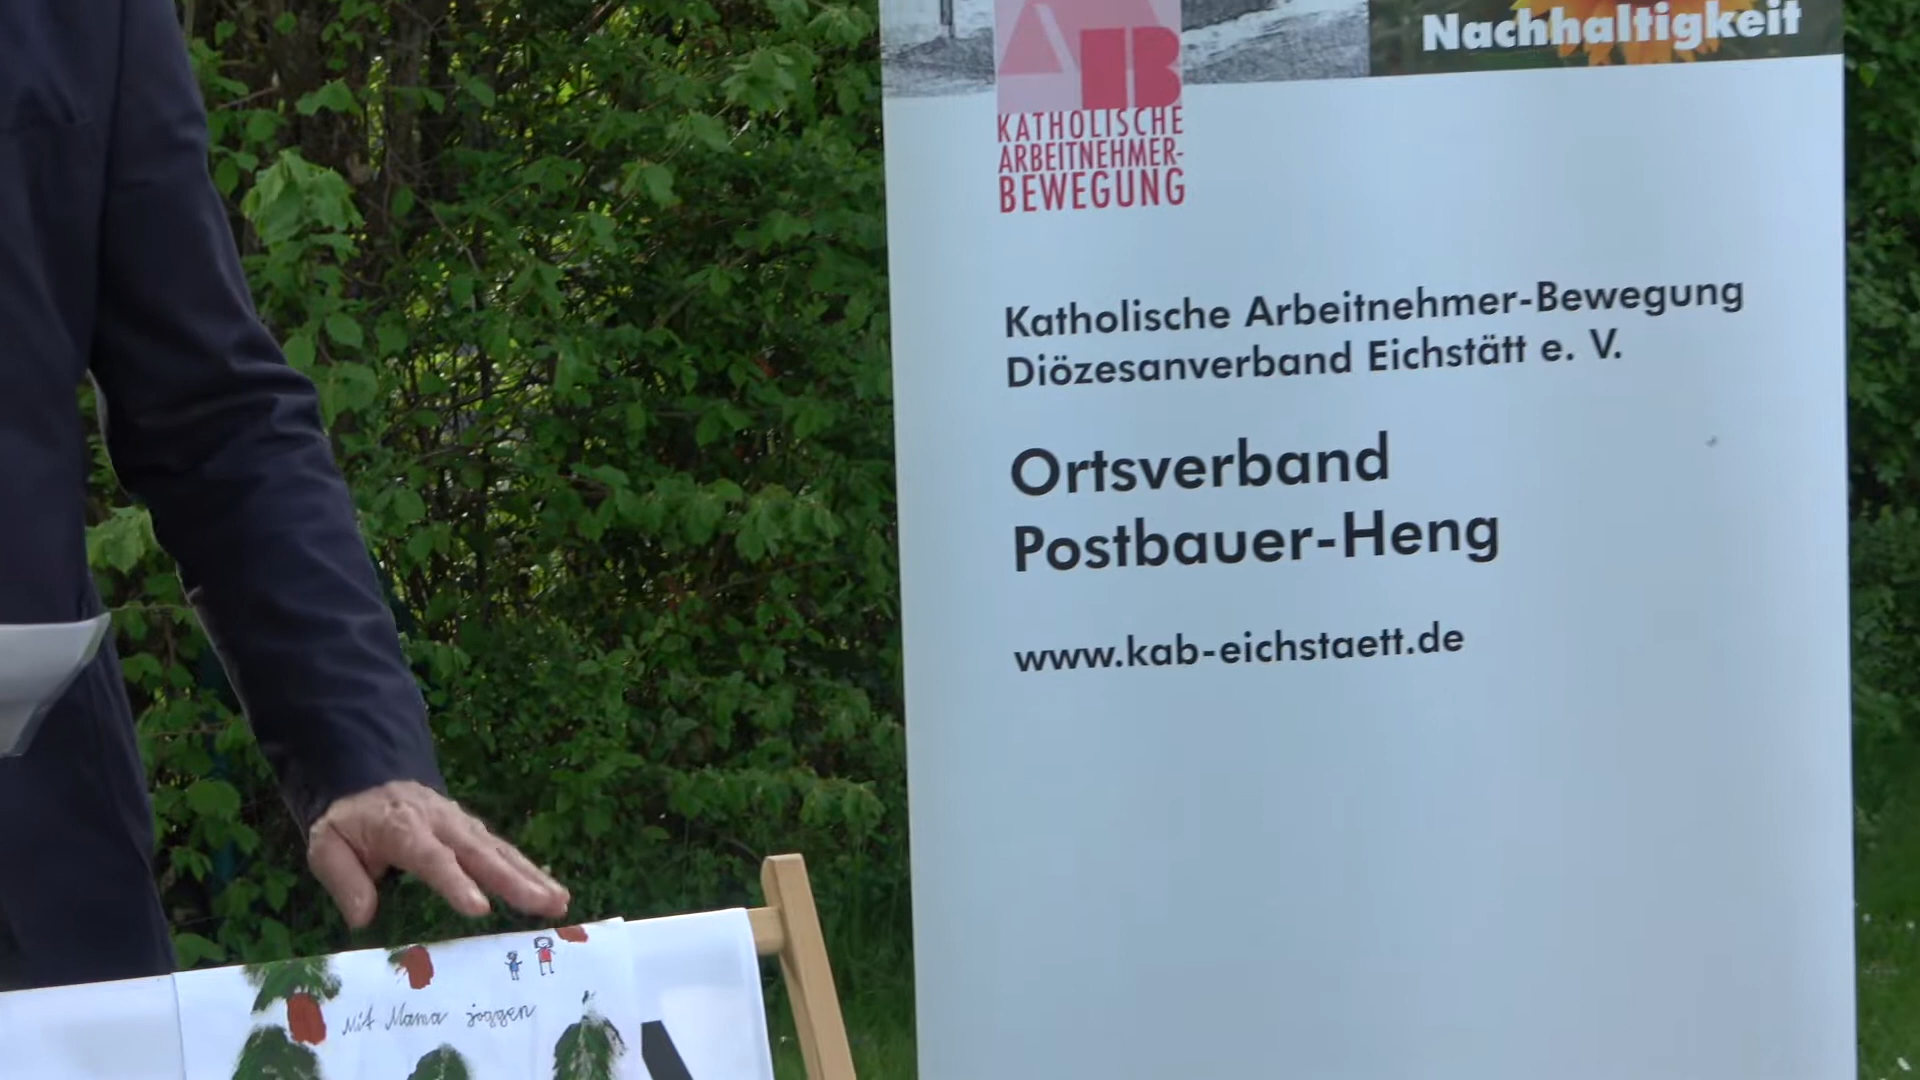 Nachhaltigkeit
AB
KATHOLISCHE
ARBEITNEHMER-
BEWEGUNG
Katholische Arbeitnehmer-Bewegung
Diözesanverband Eichstätt e. V.
Ortsverband
Postbauer-Heng
www.kab-eichstaett.de
Mit Mama joggen